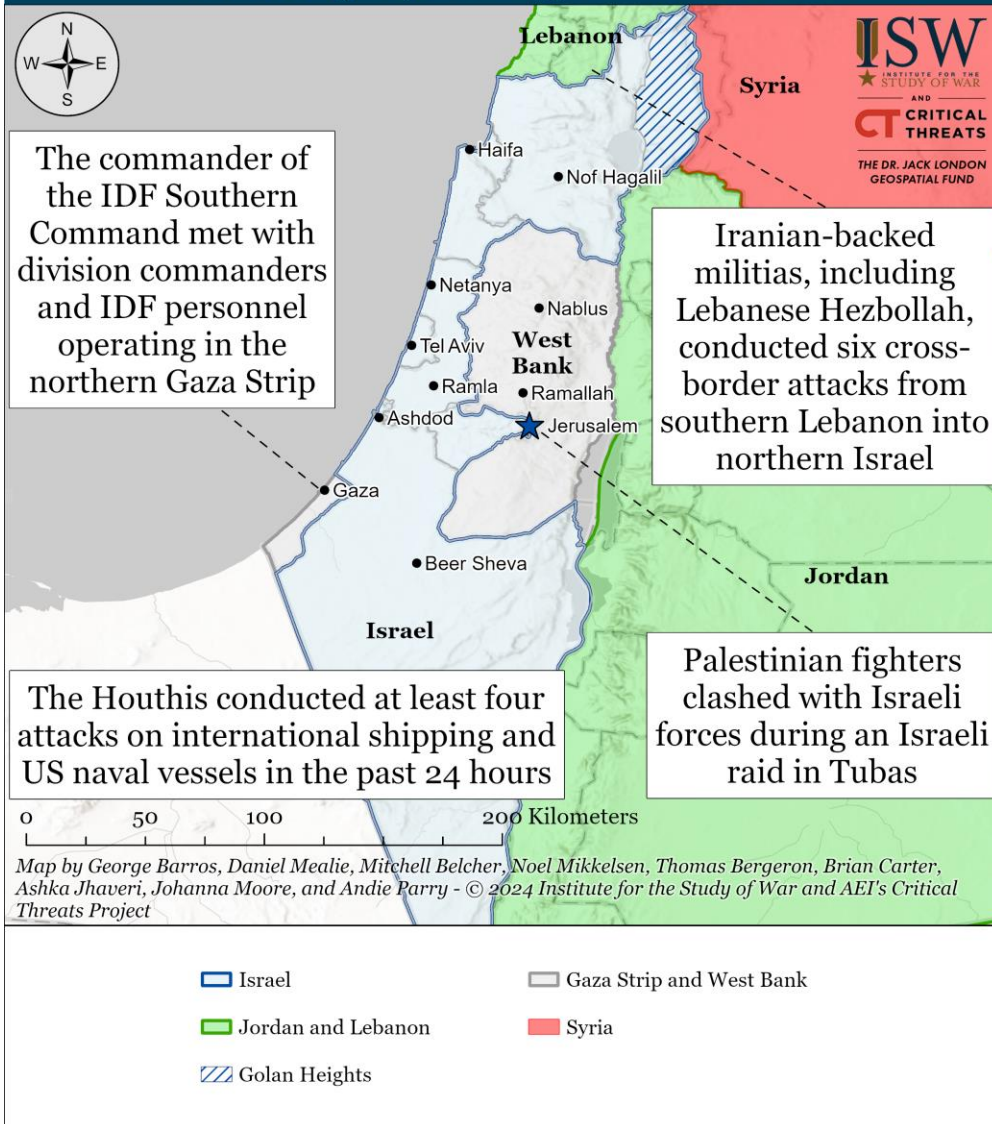 N
W
E
S
Lebanon
Syria
ISW
INSTITUTE FOR THE
STUDY OF WAR
AND
CT CRITICAL
THREATS
THE DR. JACK LONDON
GEOSPATIAL FUND
The commander of
the IDF Southern
Command met with
division commanders
and IDF personnel
operating in the
northern Gaza Strip
Haifa
Nof Hagalil
Iranian-backed
militias, including
Lebanese Hezbollah,
conducted six cross-
border attacks from
southern Lebanon into
northern Israel
Netanya
Nablus
West
Bank
Tel Aviv
Ramla
Ramallah
Ashdod
Jerusalem
Gaza
Beer Sheva
Jordan
Israel
Palestinian fighters
clashed with Israeli
forces during an Israeli
raid in Tubas
The Houthis conducted at least four
attacks on international shipping and
US naval vessels in the past 24 hours
0 50 100 200 Kilometers
Map by George Barros, Daniel Mealie, Mitchell Belcher, Noel Mikkelsen, Thomas Bergeron, Brian Carter,
Ashka Jhaveri, Johanna Moore, and Andie Parry - © 2024 Institute for the Study of War and AEI's Critical
Threats Project
Israel
Gaza Strip and West Bank
Jordan and Lebanon
Syria
Golan Heights